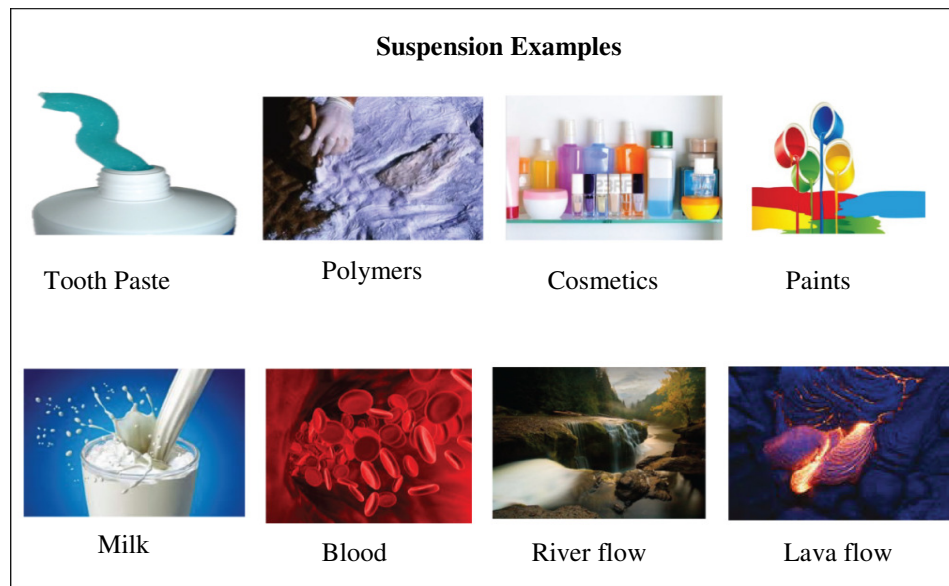 Suspension Examples
Tooth Paste
Polymers
Cosmetics
Paints
Milk
Blood
River flow
Lava flow